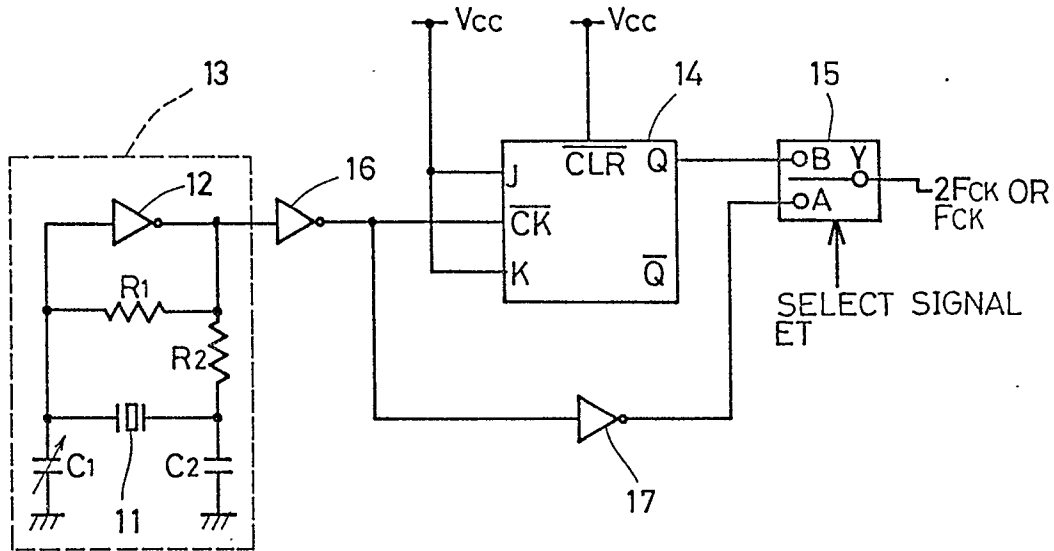 Vcc
Vcc
13
14
15
12
16
J
CLR
Q
B
Y
A
2FCK OR
FCK
CK
K
Q
R1
R2
SELECT SIGNAL
ET
C1
C2
11
17